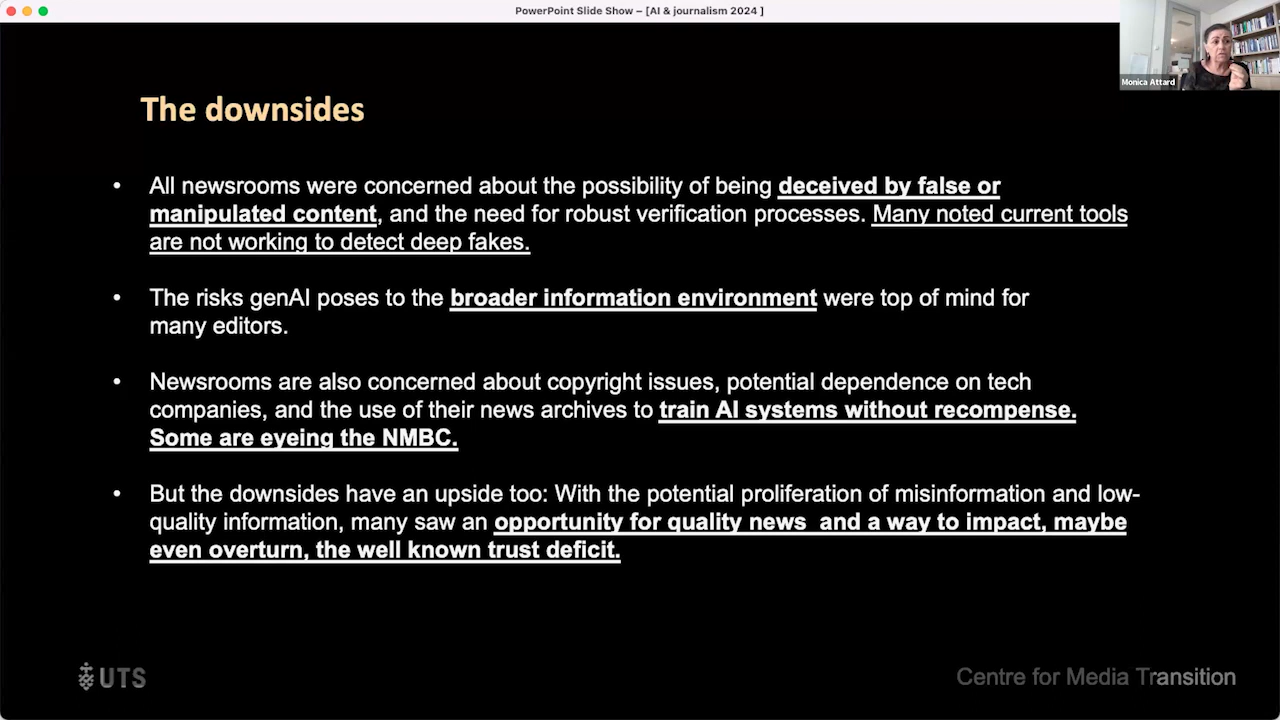 PowerPoint Slide Show – [AI & journalism 2024 ]
Monica Attard
The downsides
• All newsrooms were concerned about the possibility of being deceived by false or
manipulated content, and the need for robust verification processes. Many noted current tools
are not working to detect deep fakes.
• The risks genAI poses to the broader information environment were top of mind for
many editors.
• Newsrooms are also concerned about copyright issues, potential dependence on tech
companies, and the use of their news archives to train AI systems without recompense.
Some are eyeing the NMBC.
• But the downsides have an upside too: With the potential proliferation of misinformation and low-
quality information, many saw an opportunity for quality news  and a way to impact, maybe
even overturn, the well known trust deficit.
UTS
Centre for Media Transition